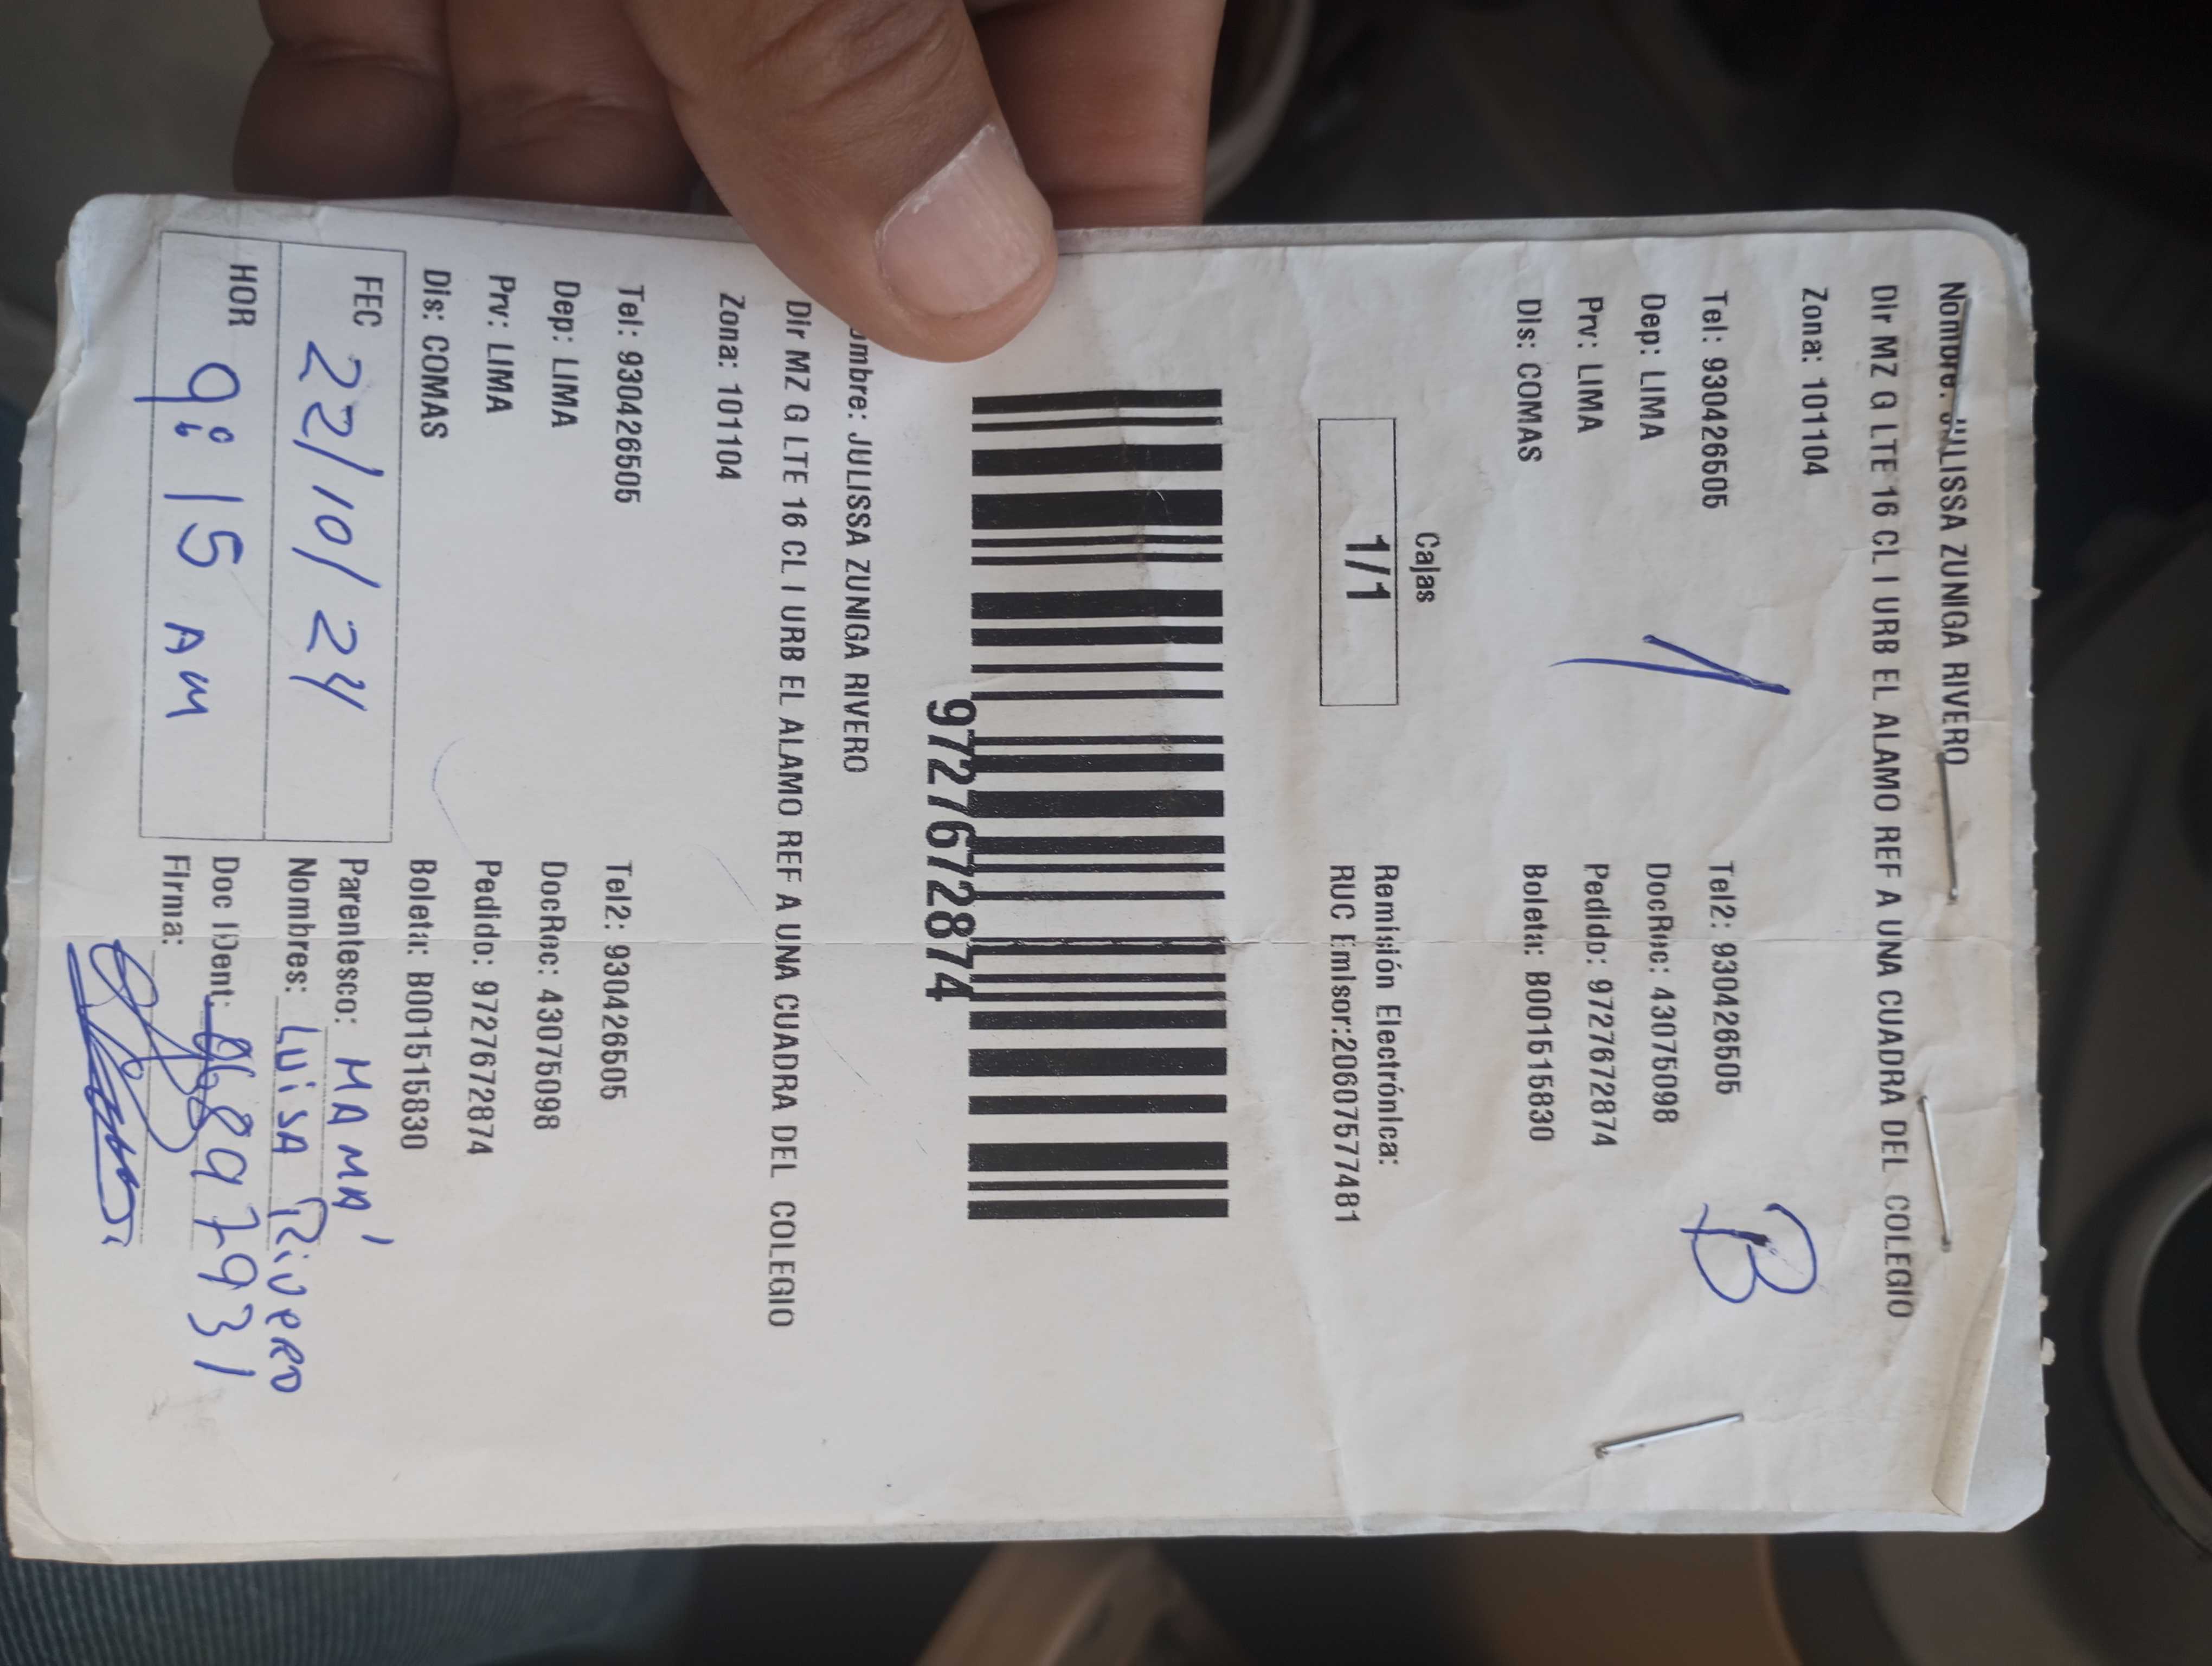 Nombre: JULISSA ZUNIGA RIVERO
Dir MZ G LTE 16 CL I URB EL ALAMO REF A UNA CUADRA DEL COLEGIO
Zona: 101104
Tel: 930426505 Tel2: 930426505
Dep: LIMA DocRec: 43075098
Prv: LIMA Pedido: 9727672874
Dis: COMAS Boleta: B001515830
1 B
Cajas
1/1
Remisión Electrónica:
RUC Emisor:20607577481
9727672874
ombre: JULISSA ZUNIGA RIVERO
Dir MZ G LTE 16 CL I URB EL ALAMO REF A UNA CUADRA DEL COLEGIO
Zona: 101104
Tel: 930426505 Tel2: 930426505
Dep: LIMA DocRec: 43075098
Prv: LIMA Pedido: 9727672874
Dis: COMAS Boleta: B001515830
FEC 22/10/24
HOR 9:15 AM
Parentesco: MAMÁ
Nombres: LUISA RIVERO
Doc IDent: 06897931
Firma: